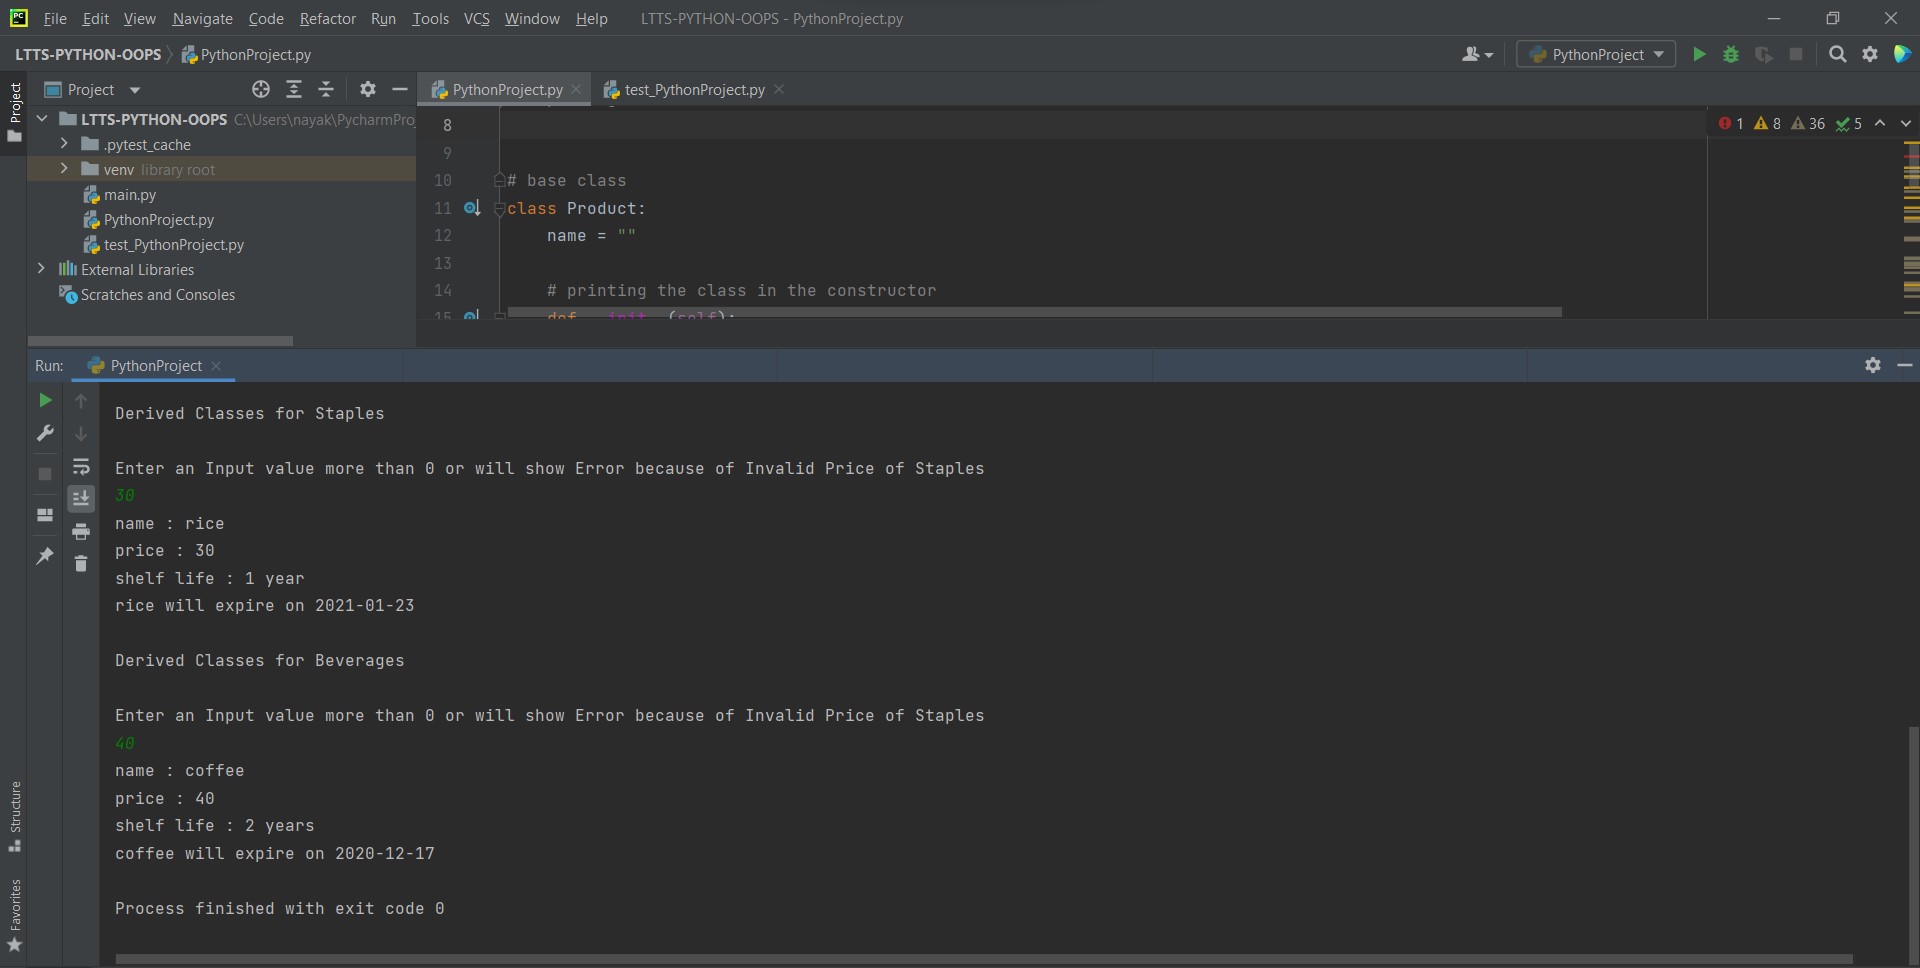 File Edit View Navigate Code Refactor Run Tools VCS Window Help LTTS-PYTHON-OOPS - PythonProject.py
LTTS-PYTHON-OOPS PythonProject.py PythonProject
Project
Project
PythonProject.py
test_PythonProject.py
LTTS-PYTHON-OOPS C:\Users\nayak\PycharmPro
.pytest_cache
venv library root
main.py
PythonProject.py
test_PythonProject.py
External Libraries
Scratches and Consoles
1 8 36 5
8
9
10 # base class
11 class Product:
12 name = ""
13
14 # printing the class in the constructor
15 def __init__(self):
Run: PythonProject
Derived Classes for Staples
Enter an Input value more than 0 or will show Error because of Invalid Price of Staples
30
name : rice
price : 30
shelf life : 1 year
rice will expire on 2021-01-23
Derived Classes for Beverages
Enter an Input value more than 0 or will show Error because of Invalid Price of Staples
40
name : coffee
price : 40
shelf life : 2 years
coffee will expire on 2020-12-17
Process finished with exit code 0
Structure
Favorites